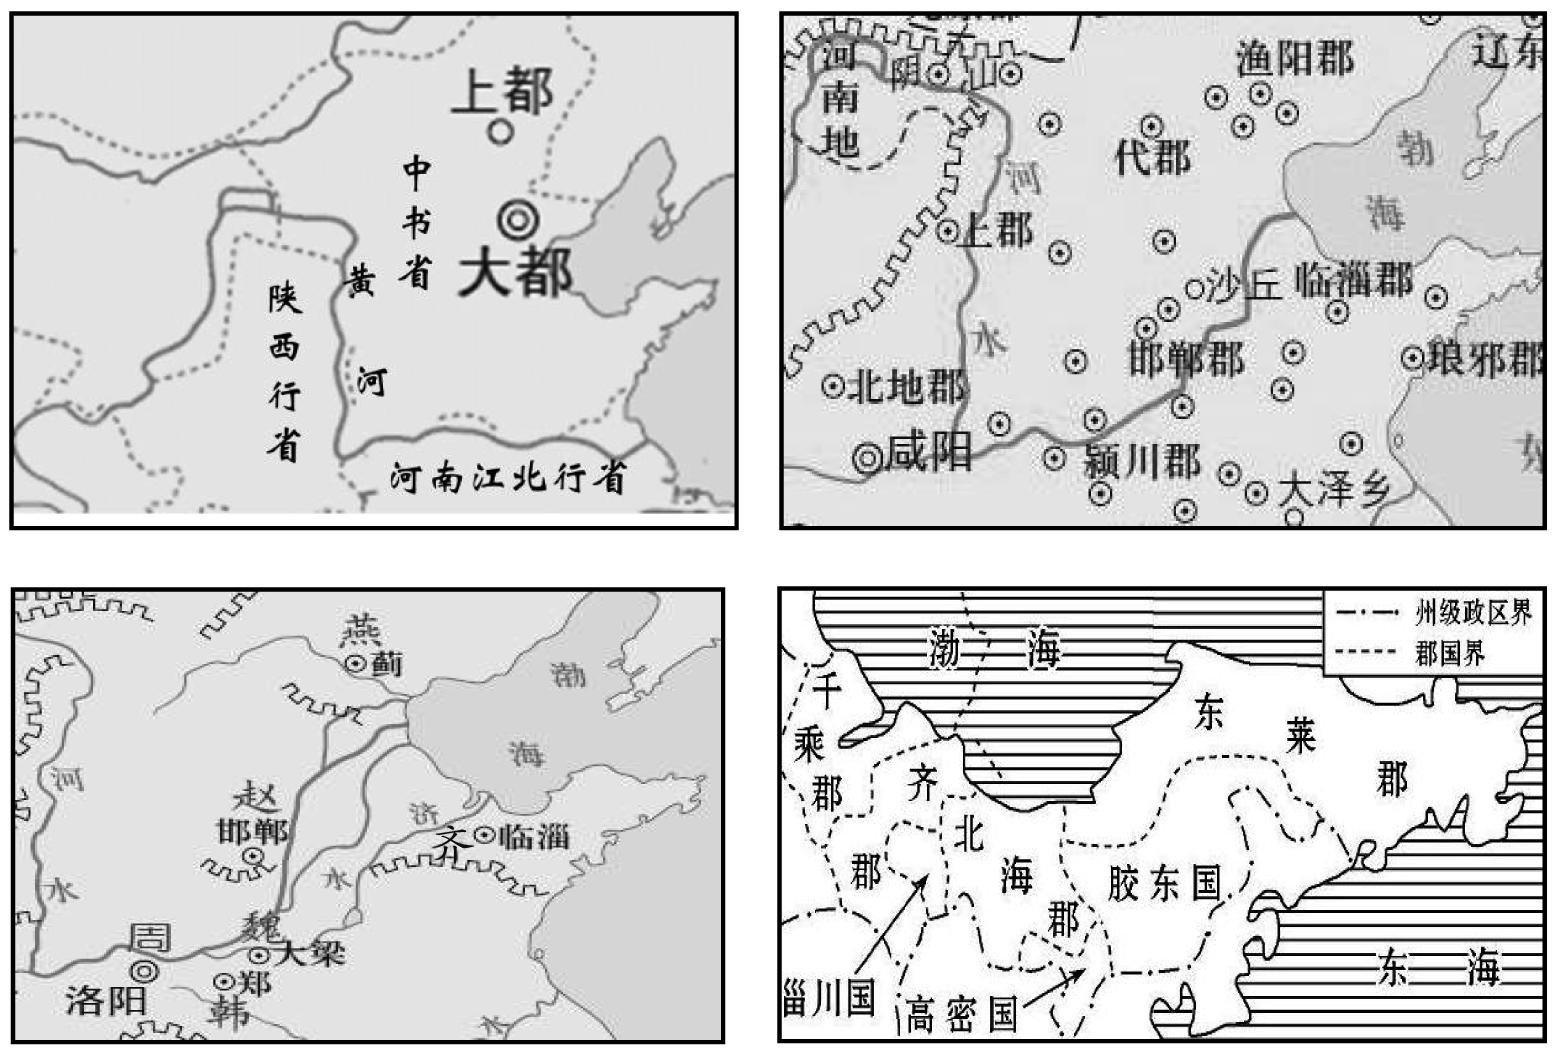 上都
中书省
大都
黄河
陕西行省
河南江北行省
渔阳郡
辽东
河南地
阴山
代郡
勃海
河水
上郡
沙丘
临淄郡
邯郸郡
琅邪郡
北地郡
咸阳
颍川郡
大泽乡
东
燕
蓟
渤海
河水
赵
邯郸
济水
齐
临淄
周
洛阳
魏
大梁
郑
韩
水
州级政区界
郡国界
渤海
千乘郡
齐郡
东莱郡
北海郡
胶东国
淄川国
高密国
东海